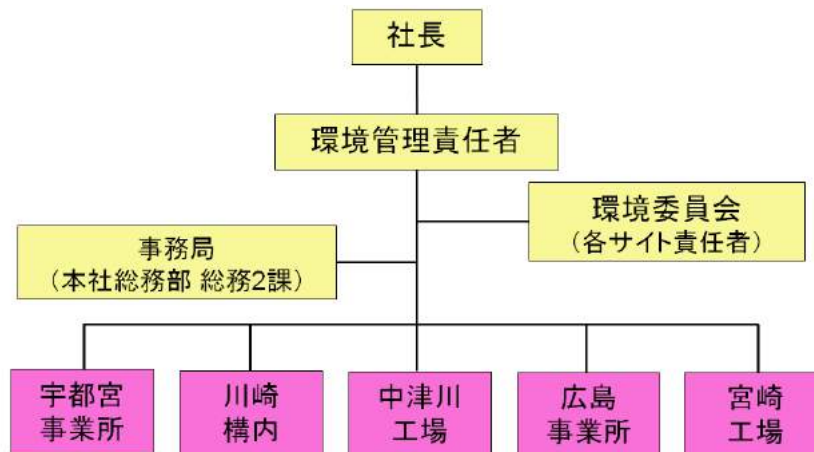 社長
環境管理責任者
環境委員会
（各サイト責任者）
事務局
（本社総務部 総務2課）
宇都宮
事業所
川崎
構内
中津川
工場
広島
事業所
宮崎
工場